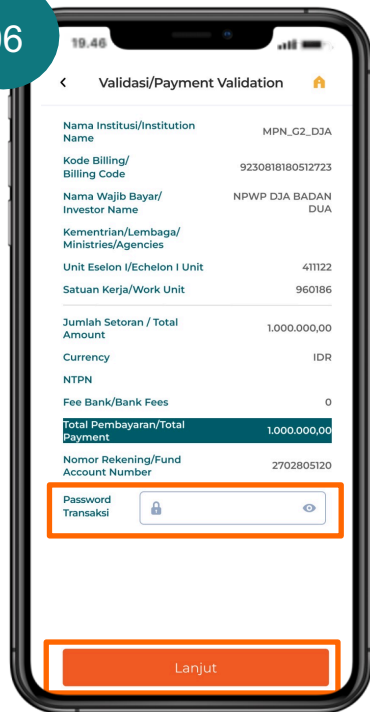 06
19.46
Validasi/Payment Validation
Nama Institusi/Institution
Name
MPN_G2_DJA
Kode Billing/
Billing Code
9230818180512723
Nama Wajib Bayar/
Investor Name
NPWP DJA BADAN
DUA
Kementrian/Lembaga/
Ministries/Agencies
Unit Eselon I/Echelon I Unit
411122
Satuan Kerja/Work Unit
960186
Jumlah Setoran / Total
Amount
1.000.000,00
Currency
IDR
NTPN
Fee Bank/Bank Fees
0
Total Pembayaran/Total
Payment
1.000.000,00
Nomor Rekening/Fund
Account Number
2702805120
Password
Transaksi
Lanjut